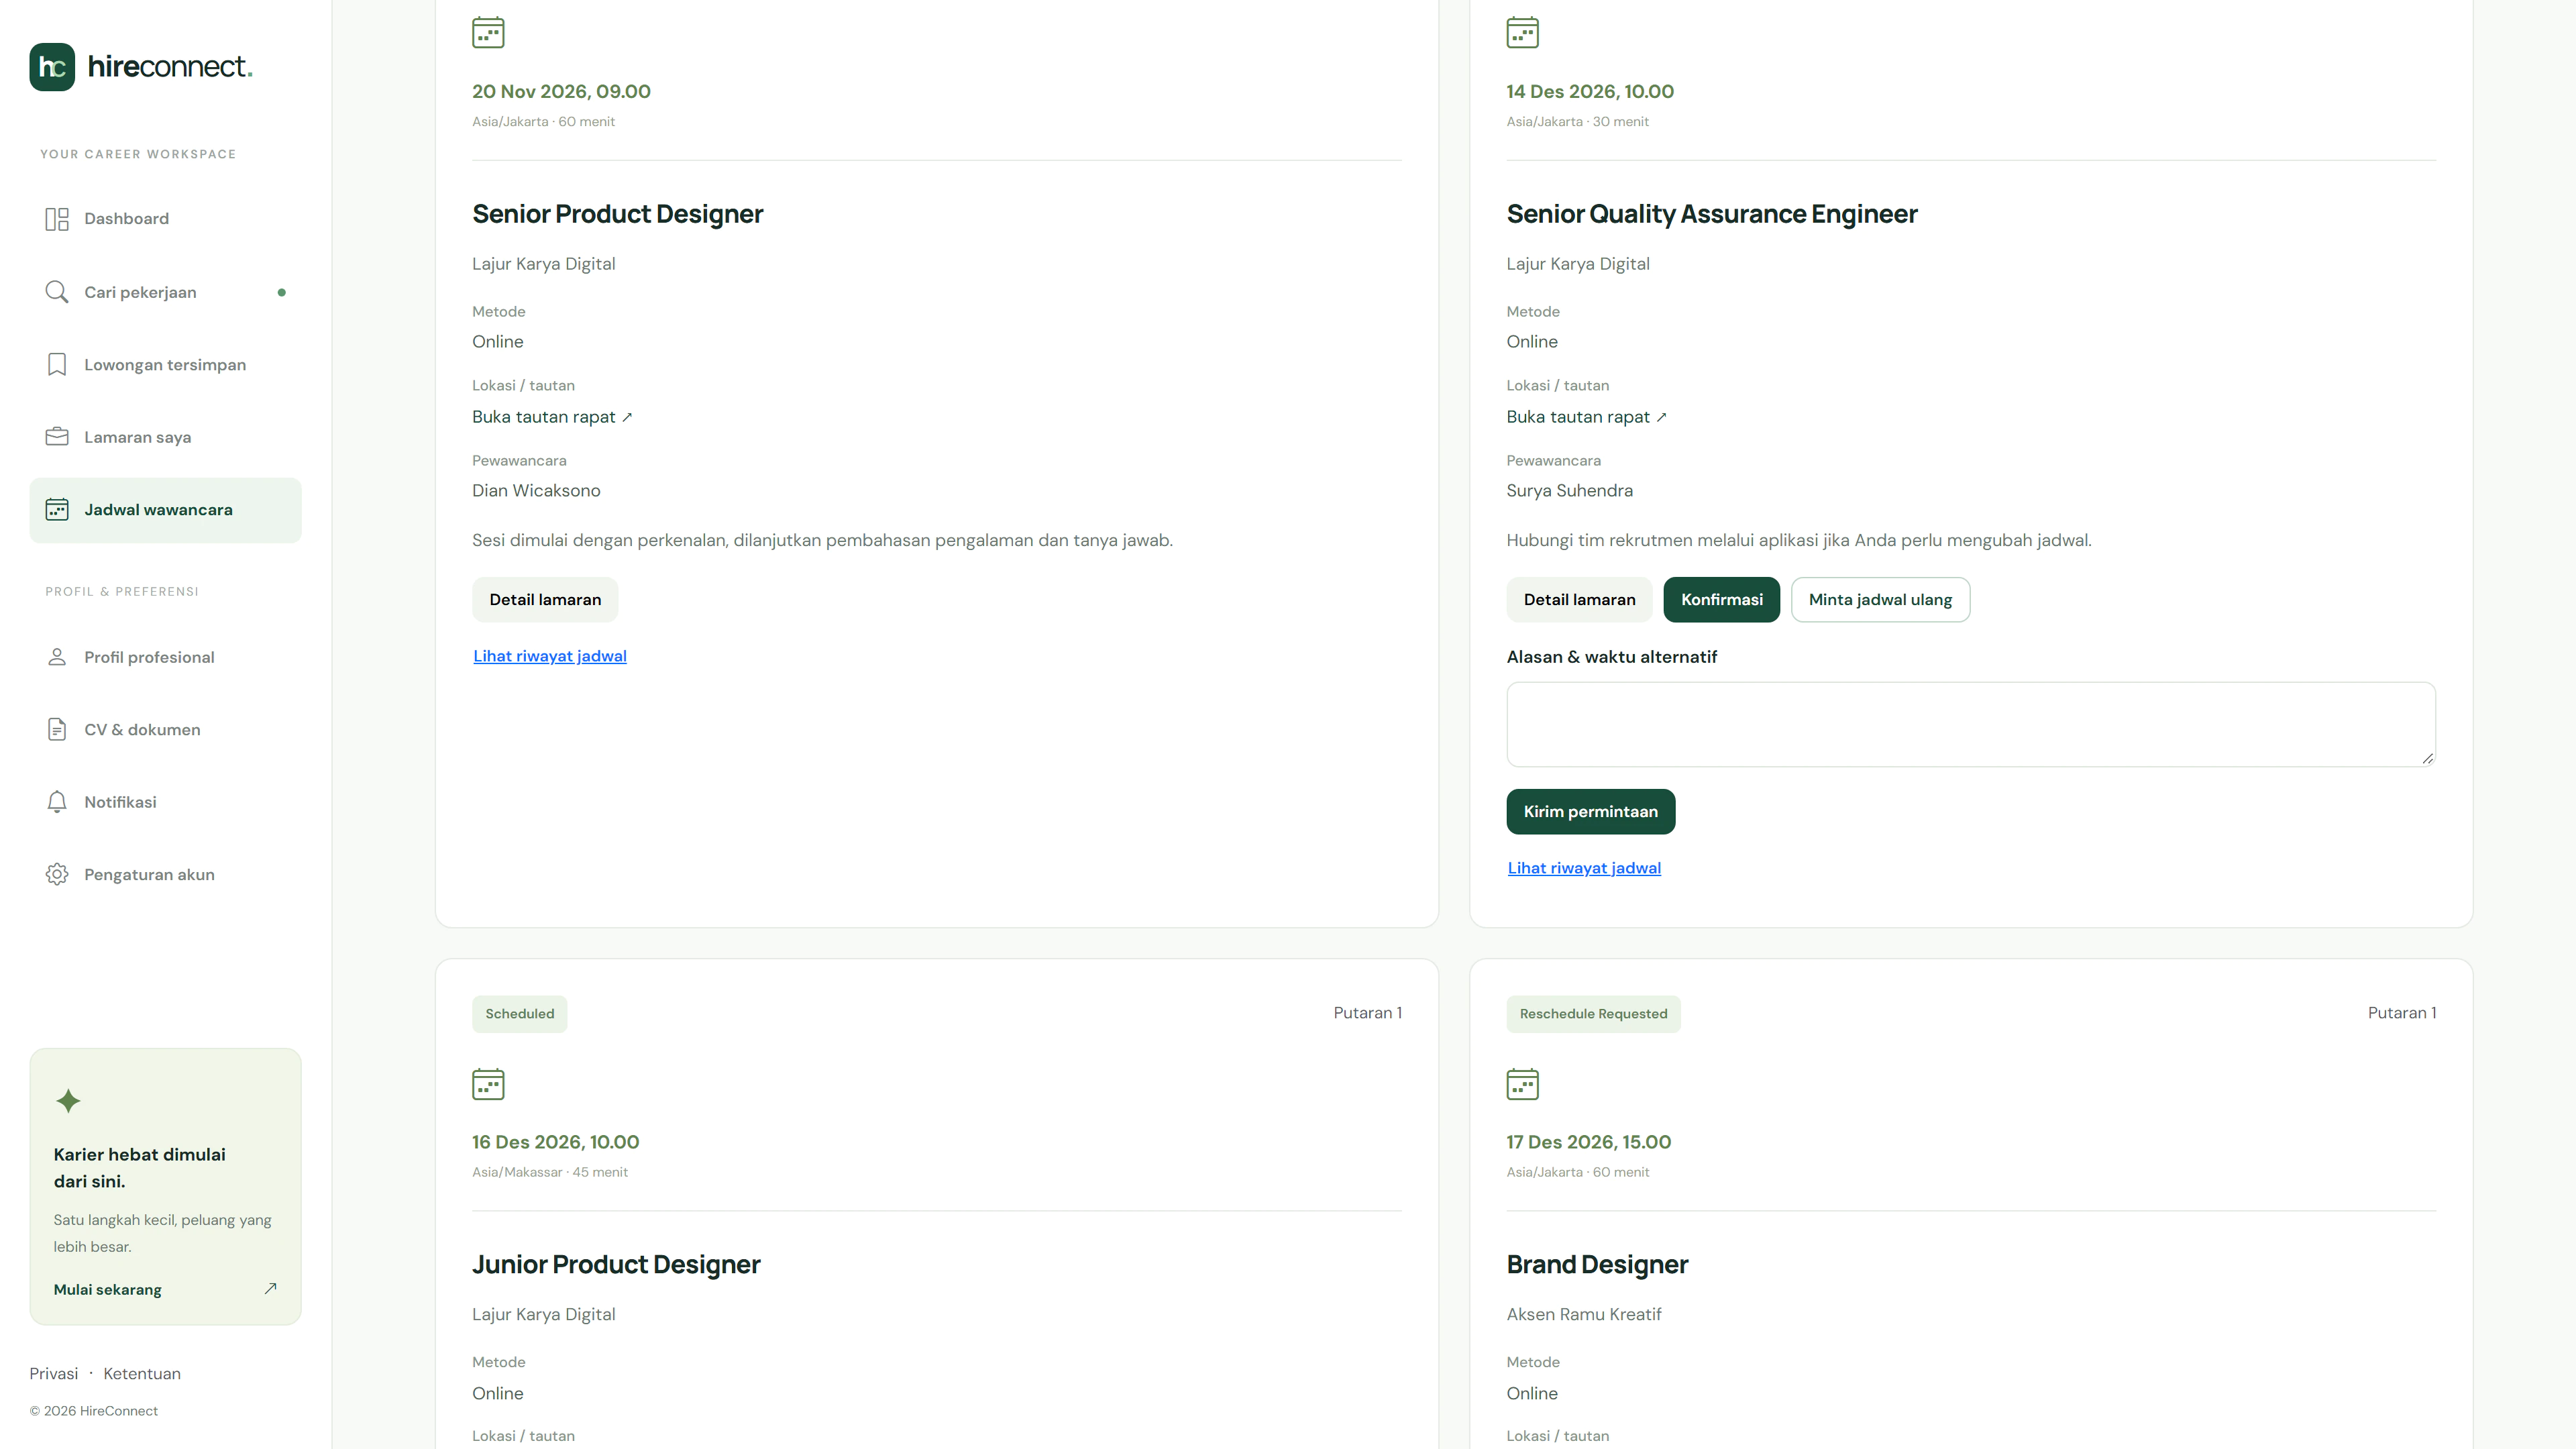 hc hireconnect.
YOUR CAREER WORKSPACE
Dashboard
Cari pekerjaan
Lowongan tersimpan
Lamaran saya
Jadwal wawancara
PROFIL & PREFERENSI
Profil profesional
CV & dokumen
Notifikasi
Pengaturan akun
Karier hebat dimulai
dari sini.
Satu langkah kecil, peluang yang
lebih besar.
Mulai sekarang ↗
Privasi · Ketentuan
© 2026 HireConnect
20 Nov 2026, 09.00
Asia/Jakarta · 60 menit
Senior Product Designer
Lajur Karya Digital
Metode
Online
Lokasi / tautan
Buka tautan rapat ↗
Pewawancara
Dian Wicaksono
Sesi dimulai dengan perkenalan, dilanjutkan pembahasan pengalaman dan tanya jawab.
Detail lamaran
Lihat riwayat jadwal
14 Des 2026, 10.00
Asia/Jakarta · 30 menit
Senior Quality Assurance Engineer
Lajur Karya Digital
Metode
Online
Lokasi / tautan
Buka tautan rapat ↗
Pewawancara
Surya Suhendra
Hubungi tim rekrutmen melalui aplikasi jika Anda perlu mengubah jadwal.
Detail lamaran Konfirmasi Minta jadwal ulang
Alasan & waktu alternatif
Kirim permintaan
Lihat riwayat jadwal
Scheduled Putaran 1
16 Des 2026, 10.00
Asia/Makassar · 45 menit
Junior Product Designer
Lajur Karya Digital
Metode
Online
Lokasi / tautan
Reschedule Requested Putaran 1
17 Des 2026, 15.00
Asia/Jakarta · 60 menit
Brand Designer
Aksen Ramu Kreatif
Metode
Online
Lokasi / tautan